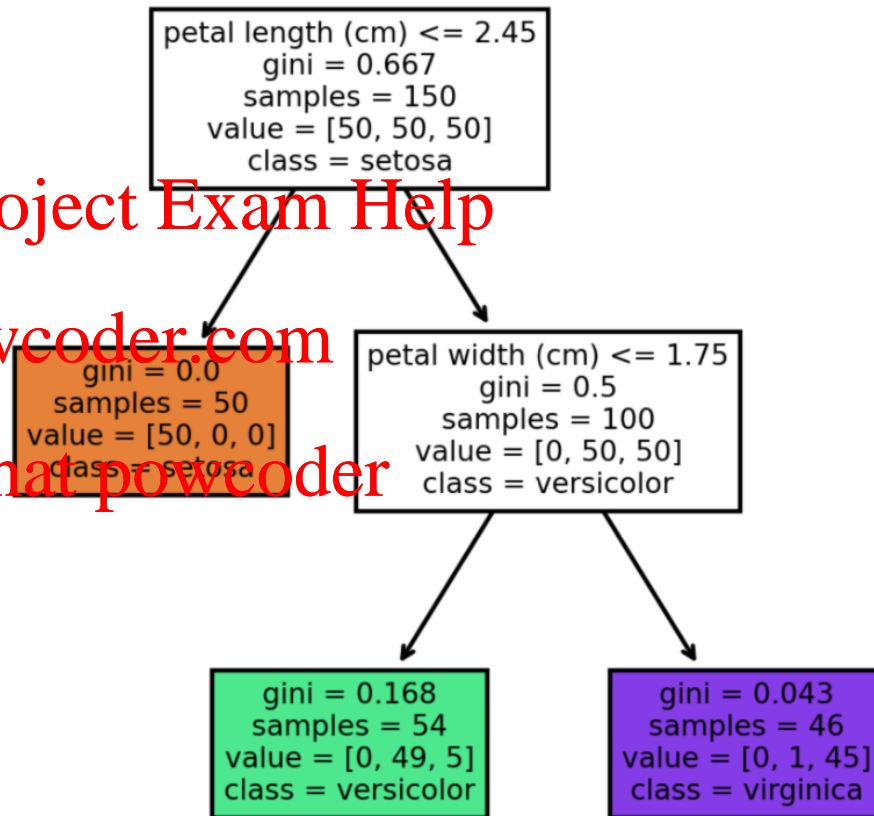 petal length (cm) <= 2.45
gini = 0.667
samples = 150
value = [50, 50, 50]
class = setosa
oject Exam Help
wcoder.com
gini = 0.0
samples = 50
value = [50, 0, 0]
class = setosa
hat powcoder
petal width (cm) <= 1.75
gini = 0.5
samples = 100
value = [0, 50, 50]
class = versicolor
gini = 0.168
samples = 54
value = [0, 49, 5]
class = versicolor
gini = 0.043
samples = 46
value = [0, 1, 45]
class = virginica